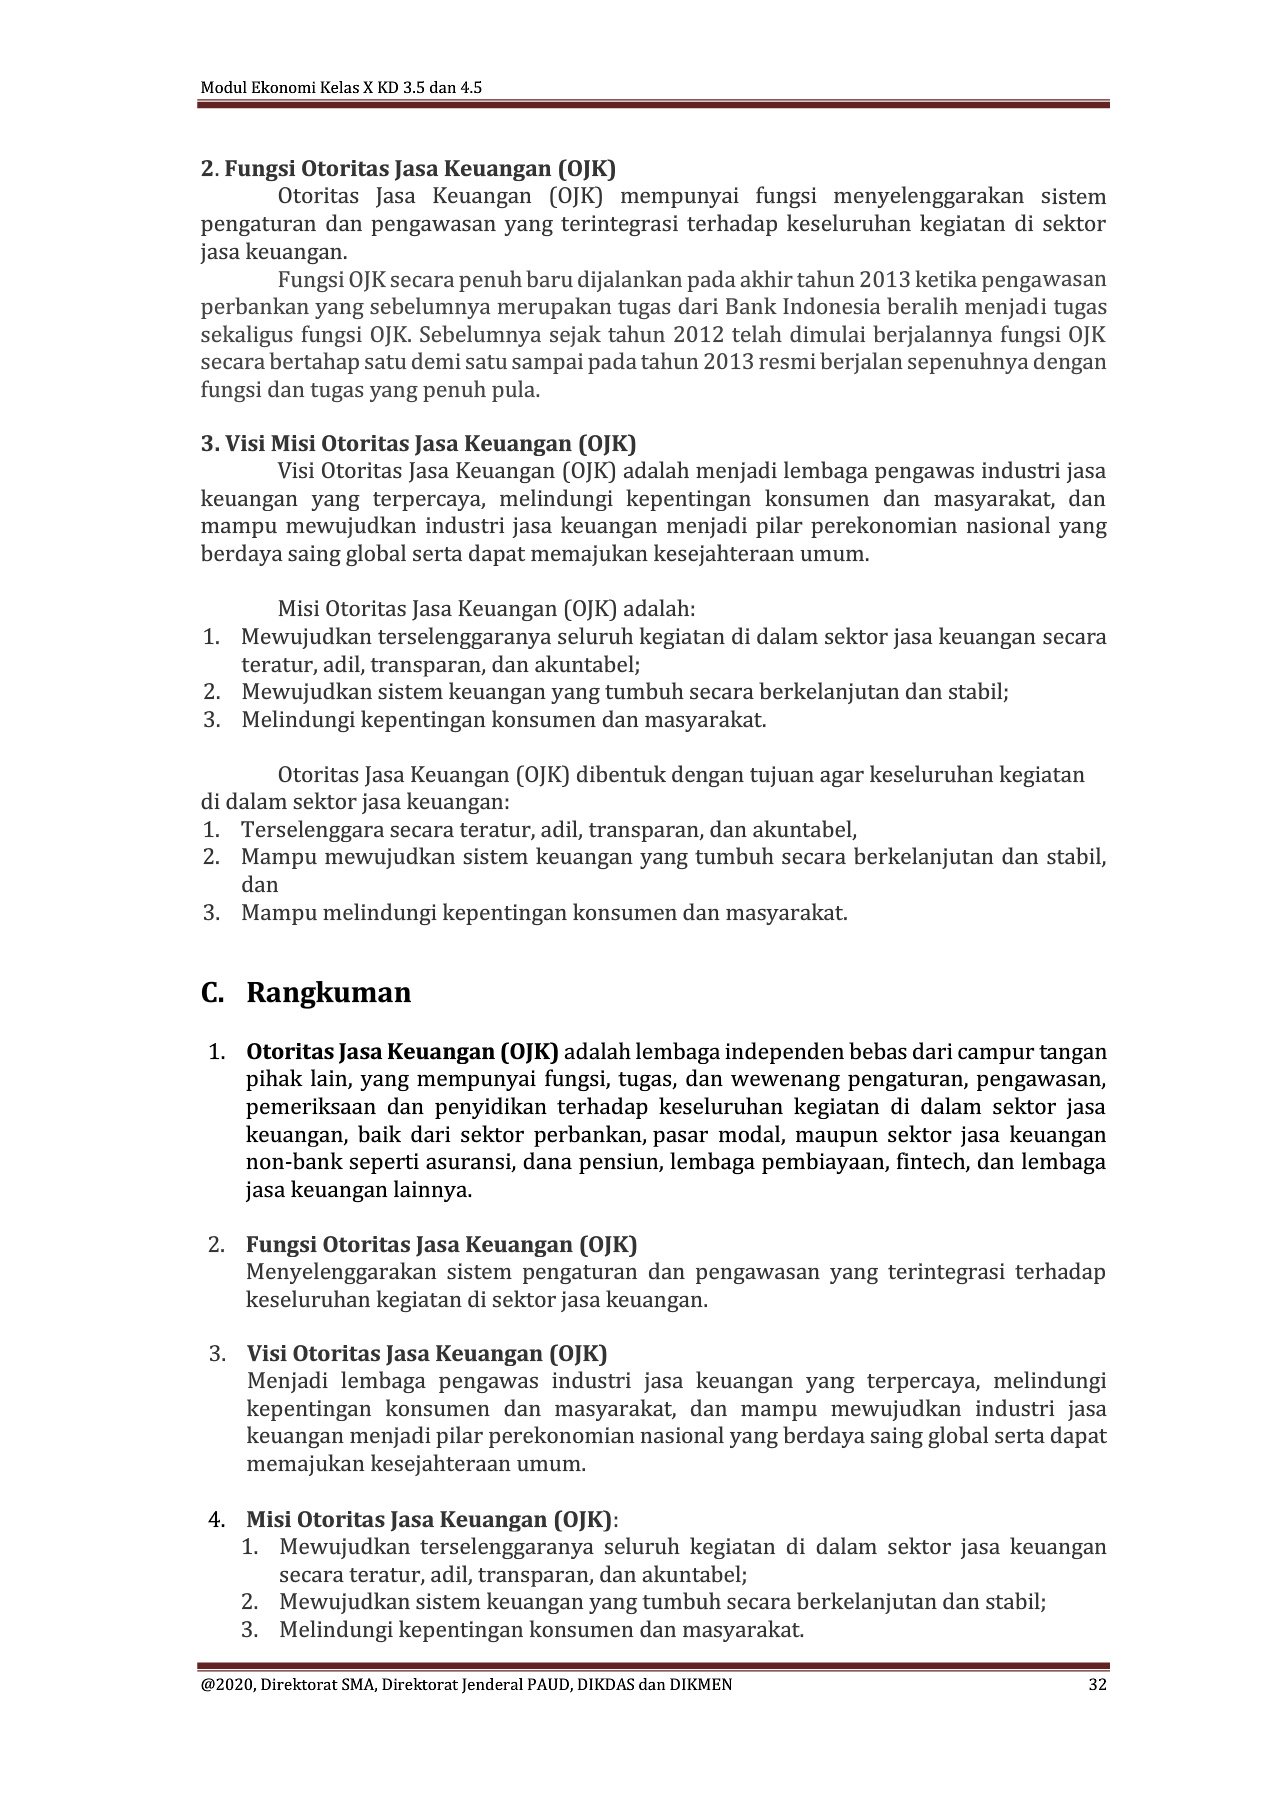 Modul Ekonomi Kelas X KD 3.5 dan 4.5
2. Fungsi Otoritas Jasa Keuangan (OJK)
Otoritas Jasa Keuangan (OJK) mempunyai fungsi menyelenggarakan sistem
pengaturan dan pengawasan yang terintegrasi terhadap keseluruhan kegiatan di sektor
jasa keuangan.
Fungsi OJK secara penuh baru dijalankan pada akhir tahun 2013 ketika pengawasan
perbankan yang sebelumnya merupakan tugas dari Bank Indonesia beralih menjadi tugas
sekaligus fungsi OJK. Sebelumnya sejak tahun 2012 telah dimulai berjalannya fungsi OJK
secara bertahap satu demi satu sampai pada tahun 2013 resmi berjalan sepenuhnya dengan
fungsi dan tugas yang penuh pula.
3. Visi Misi Otoritas Jasa Keuangan (OJK)
Visi Otoritas Jasa Keuangan (OJK) adalah menjadi lembaga pengawas industri jasa
keuangan yang terpercaya, melindungi kepentingan konsumen dan masyarakat, dan
mampu mewujudkan industri jasa keuangan menjadi pilar perekonomian nasional yang
berdaya saing global serta dapat memajukan kesejahteraan umum.
Misi Otoritas Jasa Keuangan (OJK) adalah:
1. Mewujudkan terselenggaranya seluruh kegiatan di dalam sektor jasa keuangan secara
teratur, adil, transparan, dan akuntabel;
2. Mewujudkan sistem keuangan yang tumbuh secara berkelanjutan dan stabil;
3. Melindungi kepentingan konsumen dan masyarakat.
Otoritas Jasa Keuangan (OJK) dibentuk dengan tujuan agar keseluruhan kegiatan
di dalam sektor jasa keuangan:
1. Terselenggara secara teratur, adil, transparan, dan akuntabel,
2. Mampu mewujudkan sistem keuangan yang tumbuh secara berkelanjutan dan stabil,
dan
3. Mampu melindungi kepentingan konsumen dan masyarakat.
C. Rangkuman
1. Otoritas Jasa Keuangan (OJK) adalah lembaga independen bebas dari campur tangan
pihak lain, yang mempunyai fungsi, tugas, dan wewenang pengaturan, pengawasan,
pemeriksaan dan penyidikan terhadap keseluruhan kegiatan di dalam sektor jasa
keuangan, baik dari sektor perbankan, pasar modal, maupun sektor jasa keuangan
non-bank seperti asuransi, dana pensiun, lembaga pembiayaan, fintech, dan lembaga
jasa keuangan lainnya.
2. Fungsi Otoritas Jasa Keuangan (OJK)
Menyelenggarakan sistem pengaturan dan pengawasan yang terintegrasi terhadap
keseluruhan kegiatan di sektor jasa keuangan.
3. Visi Otoritas Jasa Keuangan (OJK)
Menjadi lembaga pengawas industri jasa keuangan yang terpercaya, melindungi
kepentingan konsumen dan masyarakat, dan mampu mewujudkan industri jasa
keuangan menjadi pilar perekonomian nasional yang berdaya saing global serta dapat
memajukan kesejahteraan umum.
4. Misi Otoritas Jasa Keuangan (OJK):
1. Mewujudkan terselenggaranya seluruh kegiatan di dalam sektor jasa keuangan
secara teratur, adil, transparan, dan akuntabel;
2. Mewujudkan sistem keuangan yang tumbuh secara berkelanjutan dan stabil;
3. Melindungi kepentingan konsumen dan masyarakat.
@2020, Direktorat SMA, Direktorat Jenderal PAUD, DIKDAS dan DIKMEN 32